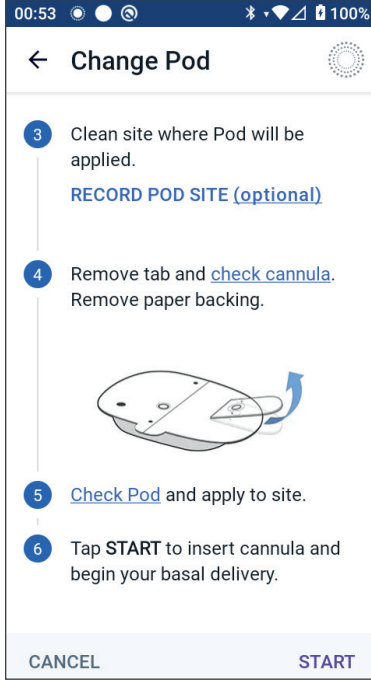 00:53 100%
Change Pod
3 Clean site where Pod will be
applied.
RECORD POD SITE (optional)
4 Remove tab and check cannula.
Remove paper backing.
5 Check Pod and apply to site.
6 Tap START to insert cannula and
begin your basal delivery.
CANCEL START